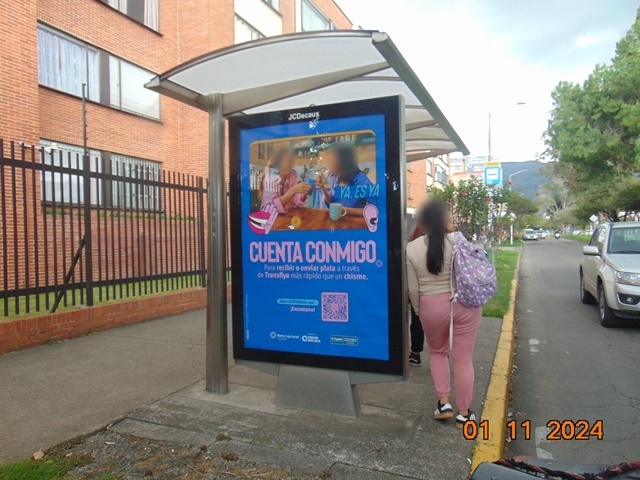 JCDecaux
YA, ES YA
CUENTA CONMIGO
Para recibir o enviar plata a través
de Transfiya más rápido que un chisme.
¡Escanéanos!
01 11 2024